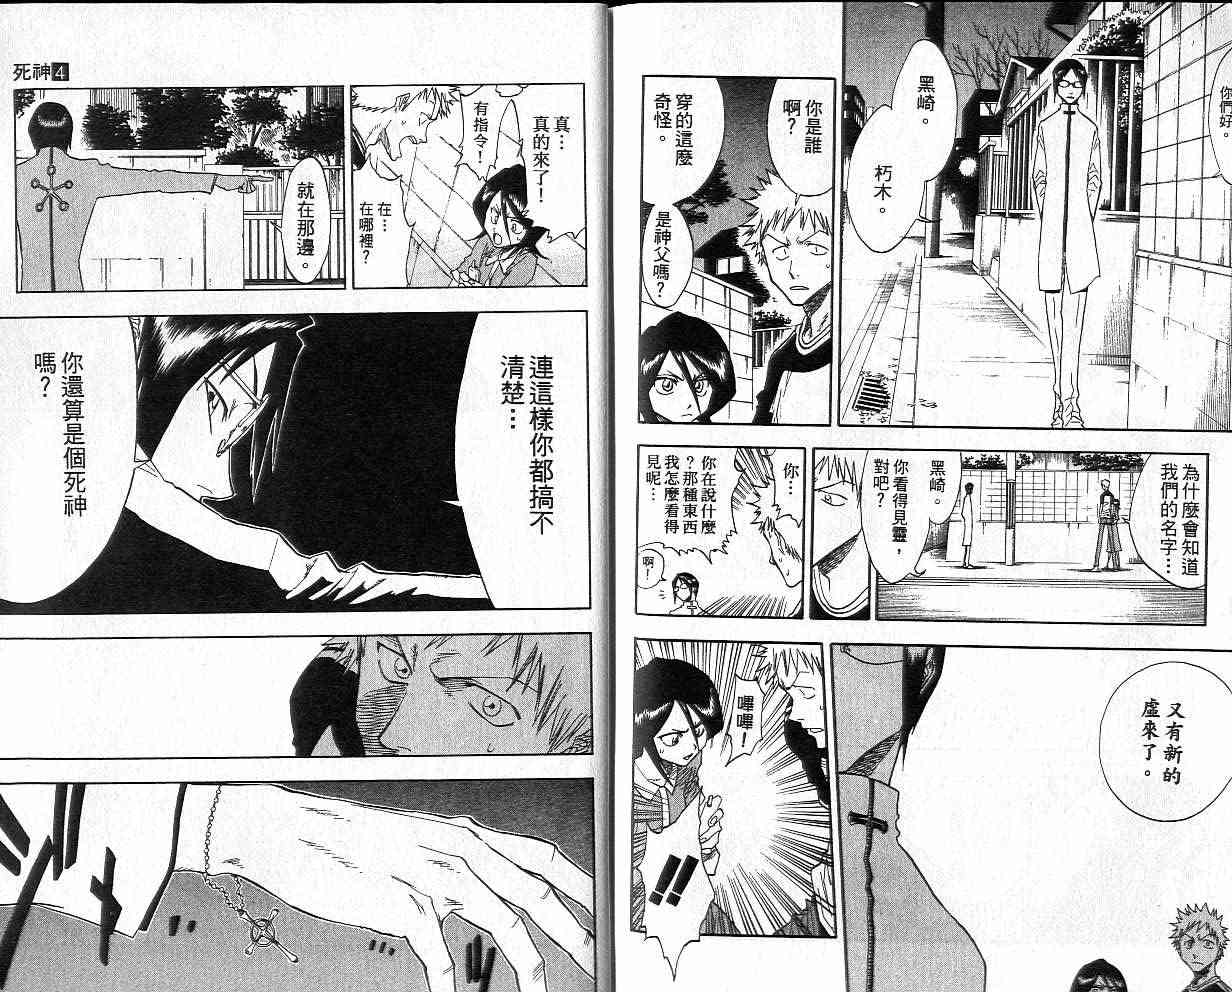 你們好。
黑崎。
朽木。
你是誰
啊？
穿的這麼
奇怪。
是神父嗎？
為什麼會知道
我們的名字…
黑崎。
你看得見靈，
對吧？
你…
你在說什麼
？那種東西
我怎麼看得
見呢…
啊！
又有新的
虛來了。
嗶嗶！
!!
死神4
真…
真的來了！
有指令！
在…
在哪裡？
就在那邊。
連這樣你都搞不
清楚…
你還算是個死神
嗎？